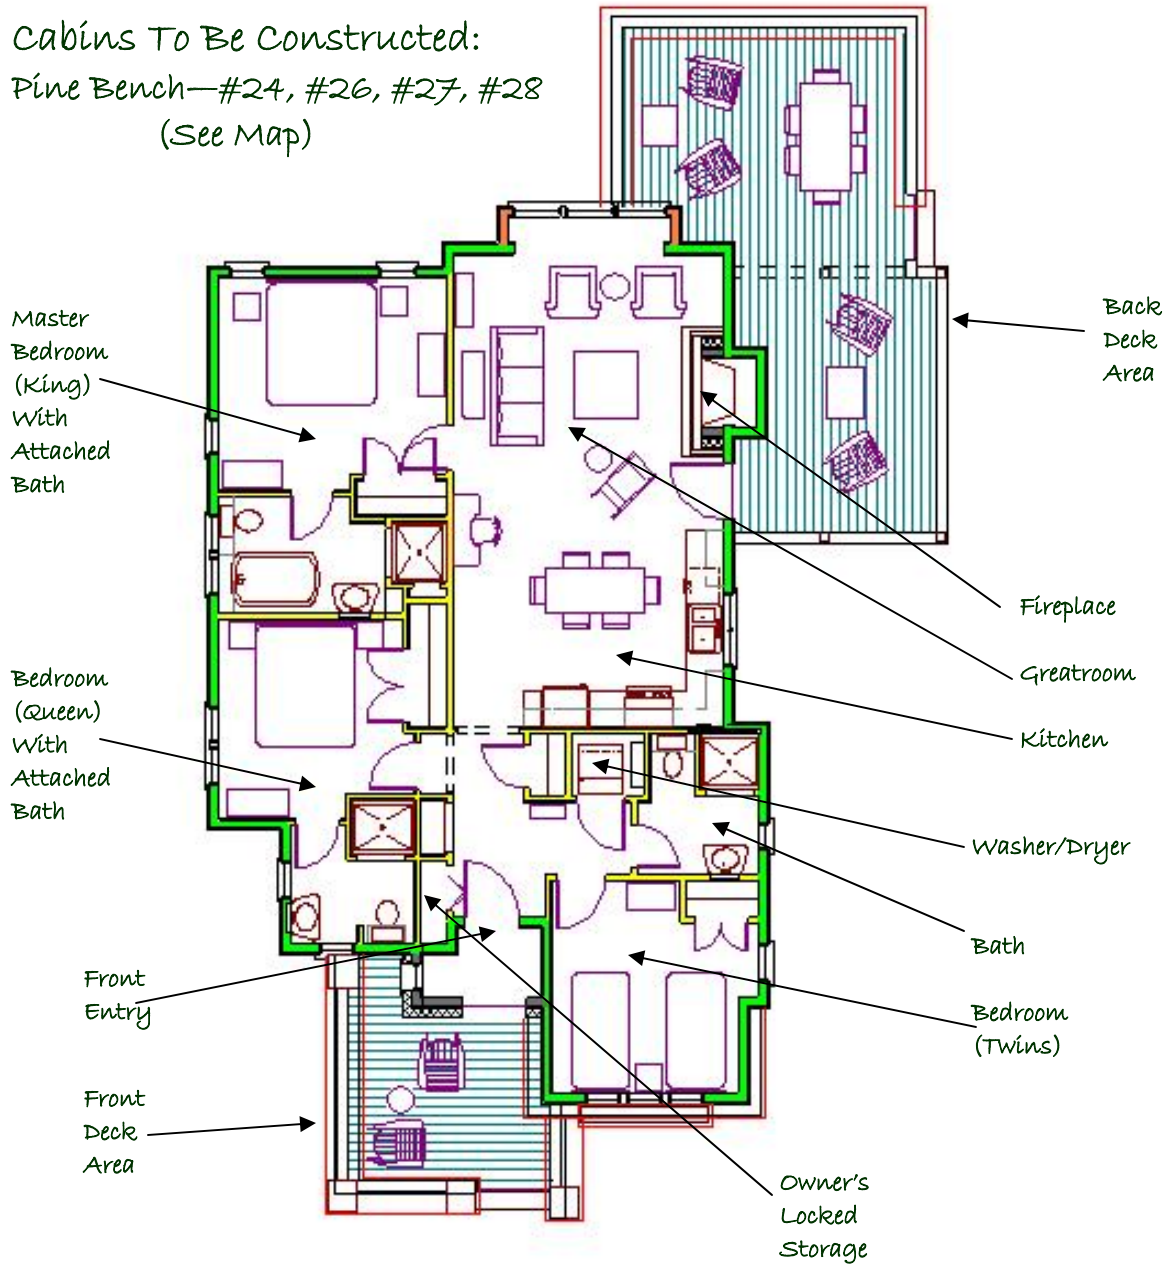 Cabins To Be Constructed:
Pine Bench—#24, #26, #27, #28
(See Map)
Master
Bedroom
(King)
With
Attached
Bath
Back
Deck
Area
Fireplace
Greatroom
Kitchen
Bedroom
(Queen)
With
Attached
Bath
Washer/Dryer
Bath
Front
Entry
Bedroom
(Twins)
Front
Deck
Area
Owner's
Locked
Storage